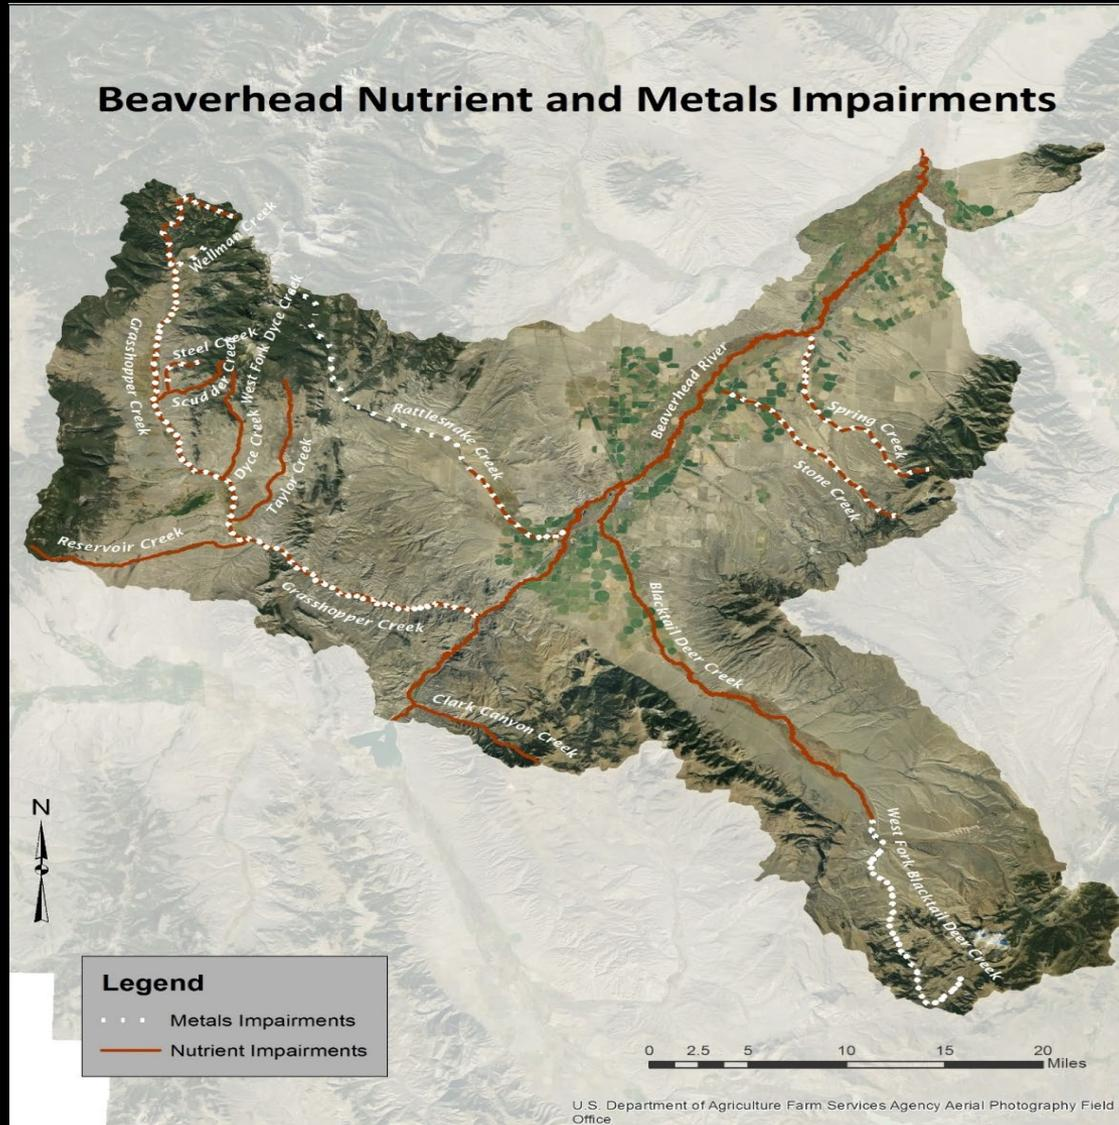 Beaverhead Nutrient and Metals Impairments
Wellman Creek
West Fork Dyce Creek
Grasshopper Creek
Steel Creek
Scudder Creek
Dyce Creek
Taylor Creek
Rattlesnake Creek
Beaverhead River
Spring Creek
Stone Creek
Reservoir Creek
Grasshopper Creek
Blacktail Deer Creek
Clark Canyon Creek
West Fork Blacktail Deer Creek
N
Legend
Metals Impairments
Nutrient Impairments
0 2.5 5 10 15 20
Miles
U.S. Department of Agriculture Farm Services Agency Aerial Photography Field
Office